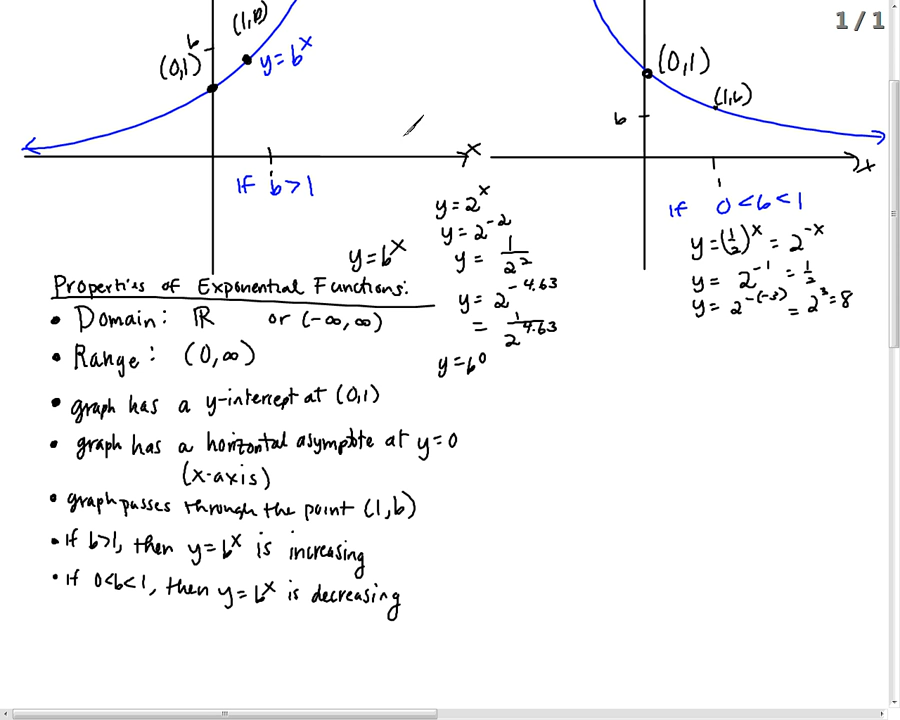 1 / 1
(1,b)
b
(0,1)
y=b^x
x
If b>1
(0,1)
(1,b)
b
x
If 0<b<1
y=2^x
y=2^-2
y=1/2^2
y=2^-4.63
=1/2^4.63
y=b^0
y=(1/2)^x=2^-x
y=2^-1=1/2
y=2^-(-3)=2^3=8
y=b^x
Properties of Exponential Functions:
• Domain: ℝ or (-∞,∞)
• Range: (0,∞)
• graph has a y-intercept at (0,1)
• graph has a horizontal asymptote at y=0
(x-axis)
• graph passes through the point (1,b)
• If b>1, then y=b^x is increasing
• If 0<b<1, then y=b^x is decreasing